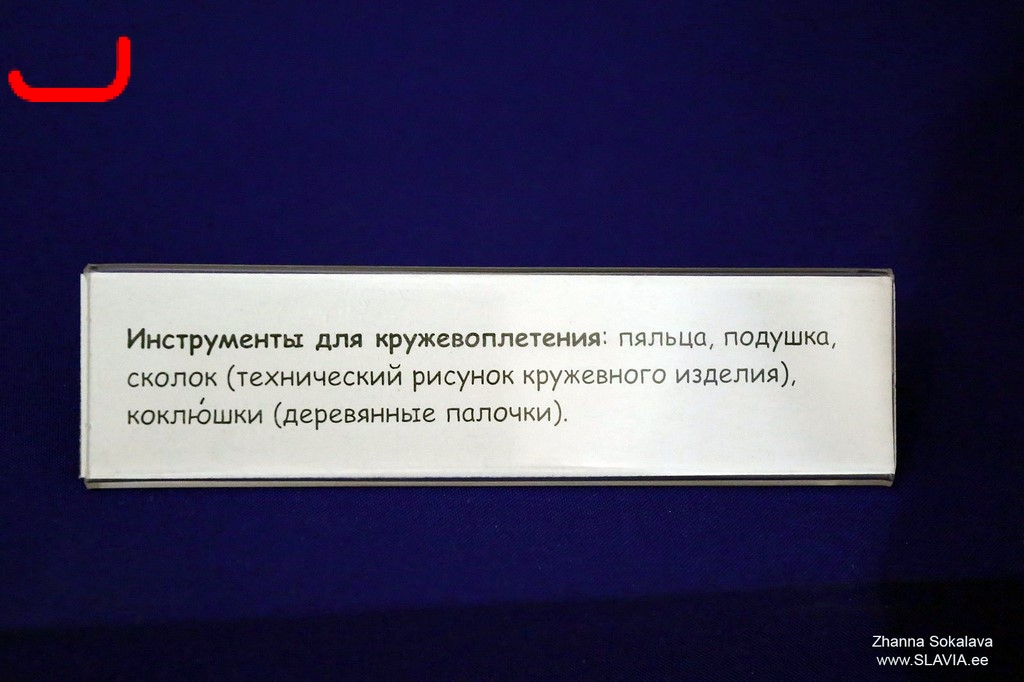 Инструменты для кружевоплетения: пяльца, подушка,
сколок (технический рисунок кружевного изделия),
коклю́шки (деревянные палочки).
Zhanna Sokalava
www.SLAVIA.ee